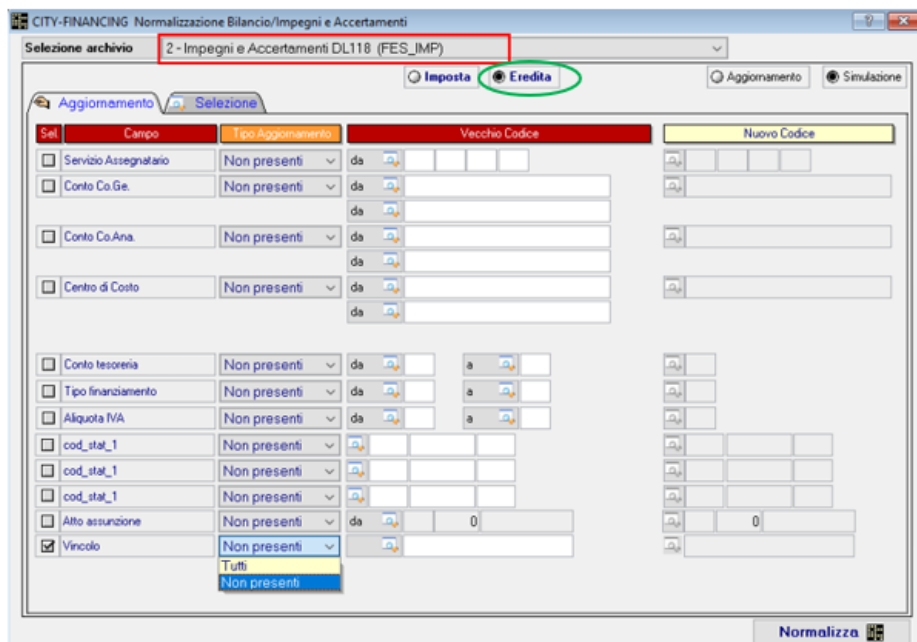 CITY-FINANCING Normalizzazione Bilancio/Impegni e Accertamenti
Selezione archivio 2 - Impegni e Accertamenti DL118 (FES_IMP)
Imposta Eredita Aggiornamento Simulazione
Aggiornamento Selezione
Sel. Campo Tipo Aggiornamento Vecchio Codice Nuovo Codice
Servizio Assegnatario Non presenti da
Conto Co.Ge. Non presenti da
da
Conto Co.Ana. Non presenti da
da
Centro di Costo Non presenti da
da
Conto tesoreria Non presenti da a
Tipo finanziamento Non presenti da a
Aliquota IVA Non presenti da a
cod_stat_1 Non presenti
cod_stat_1 Non presenti
cod_stat_1 Non presenti
Atto assunzione Non presenti da 0 0
Vincolo Non presenti
Tutti
Non presenti
Normalizza